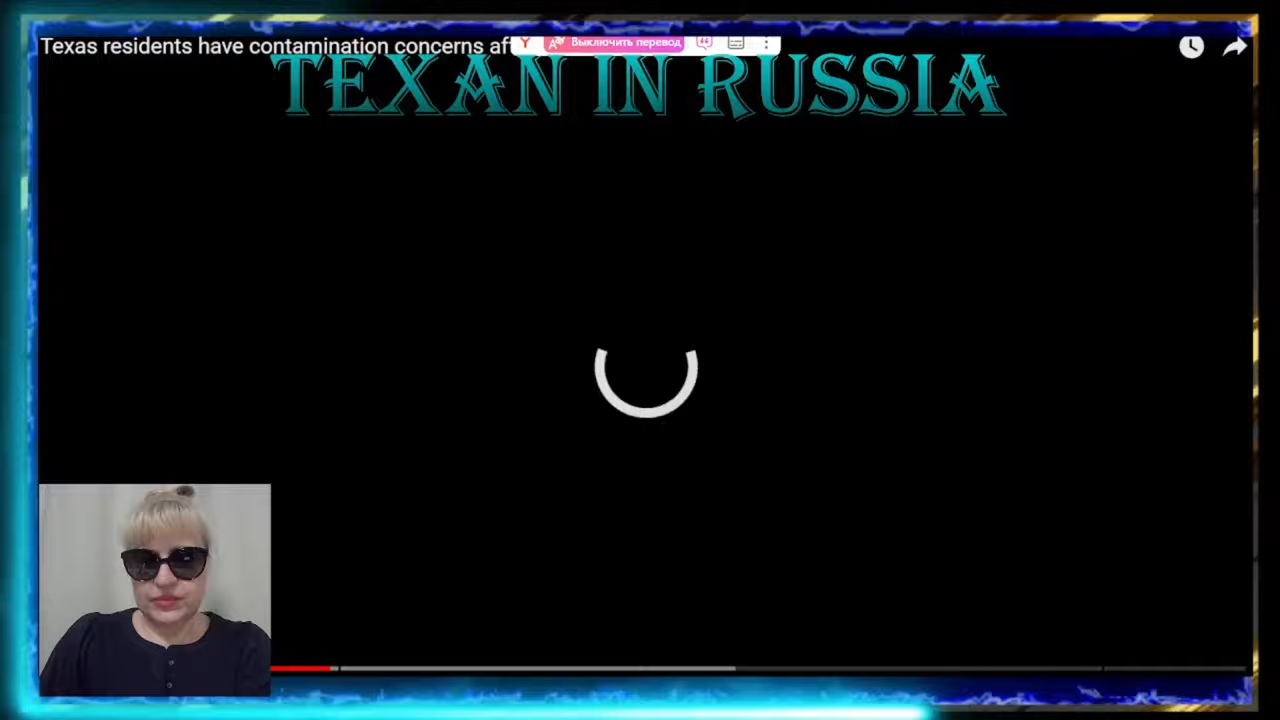 Texas residents have contamination concerns af
Y Выключить перевод
TEXAN IN RUSSIA